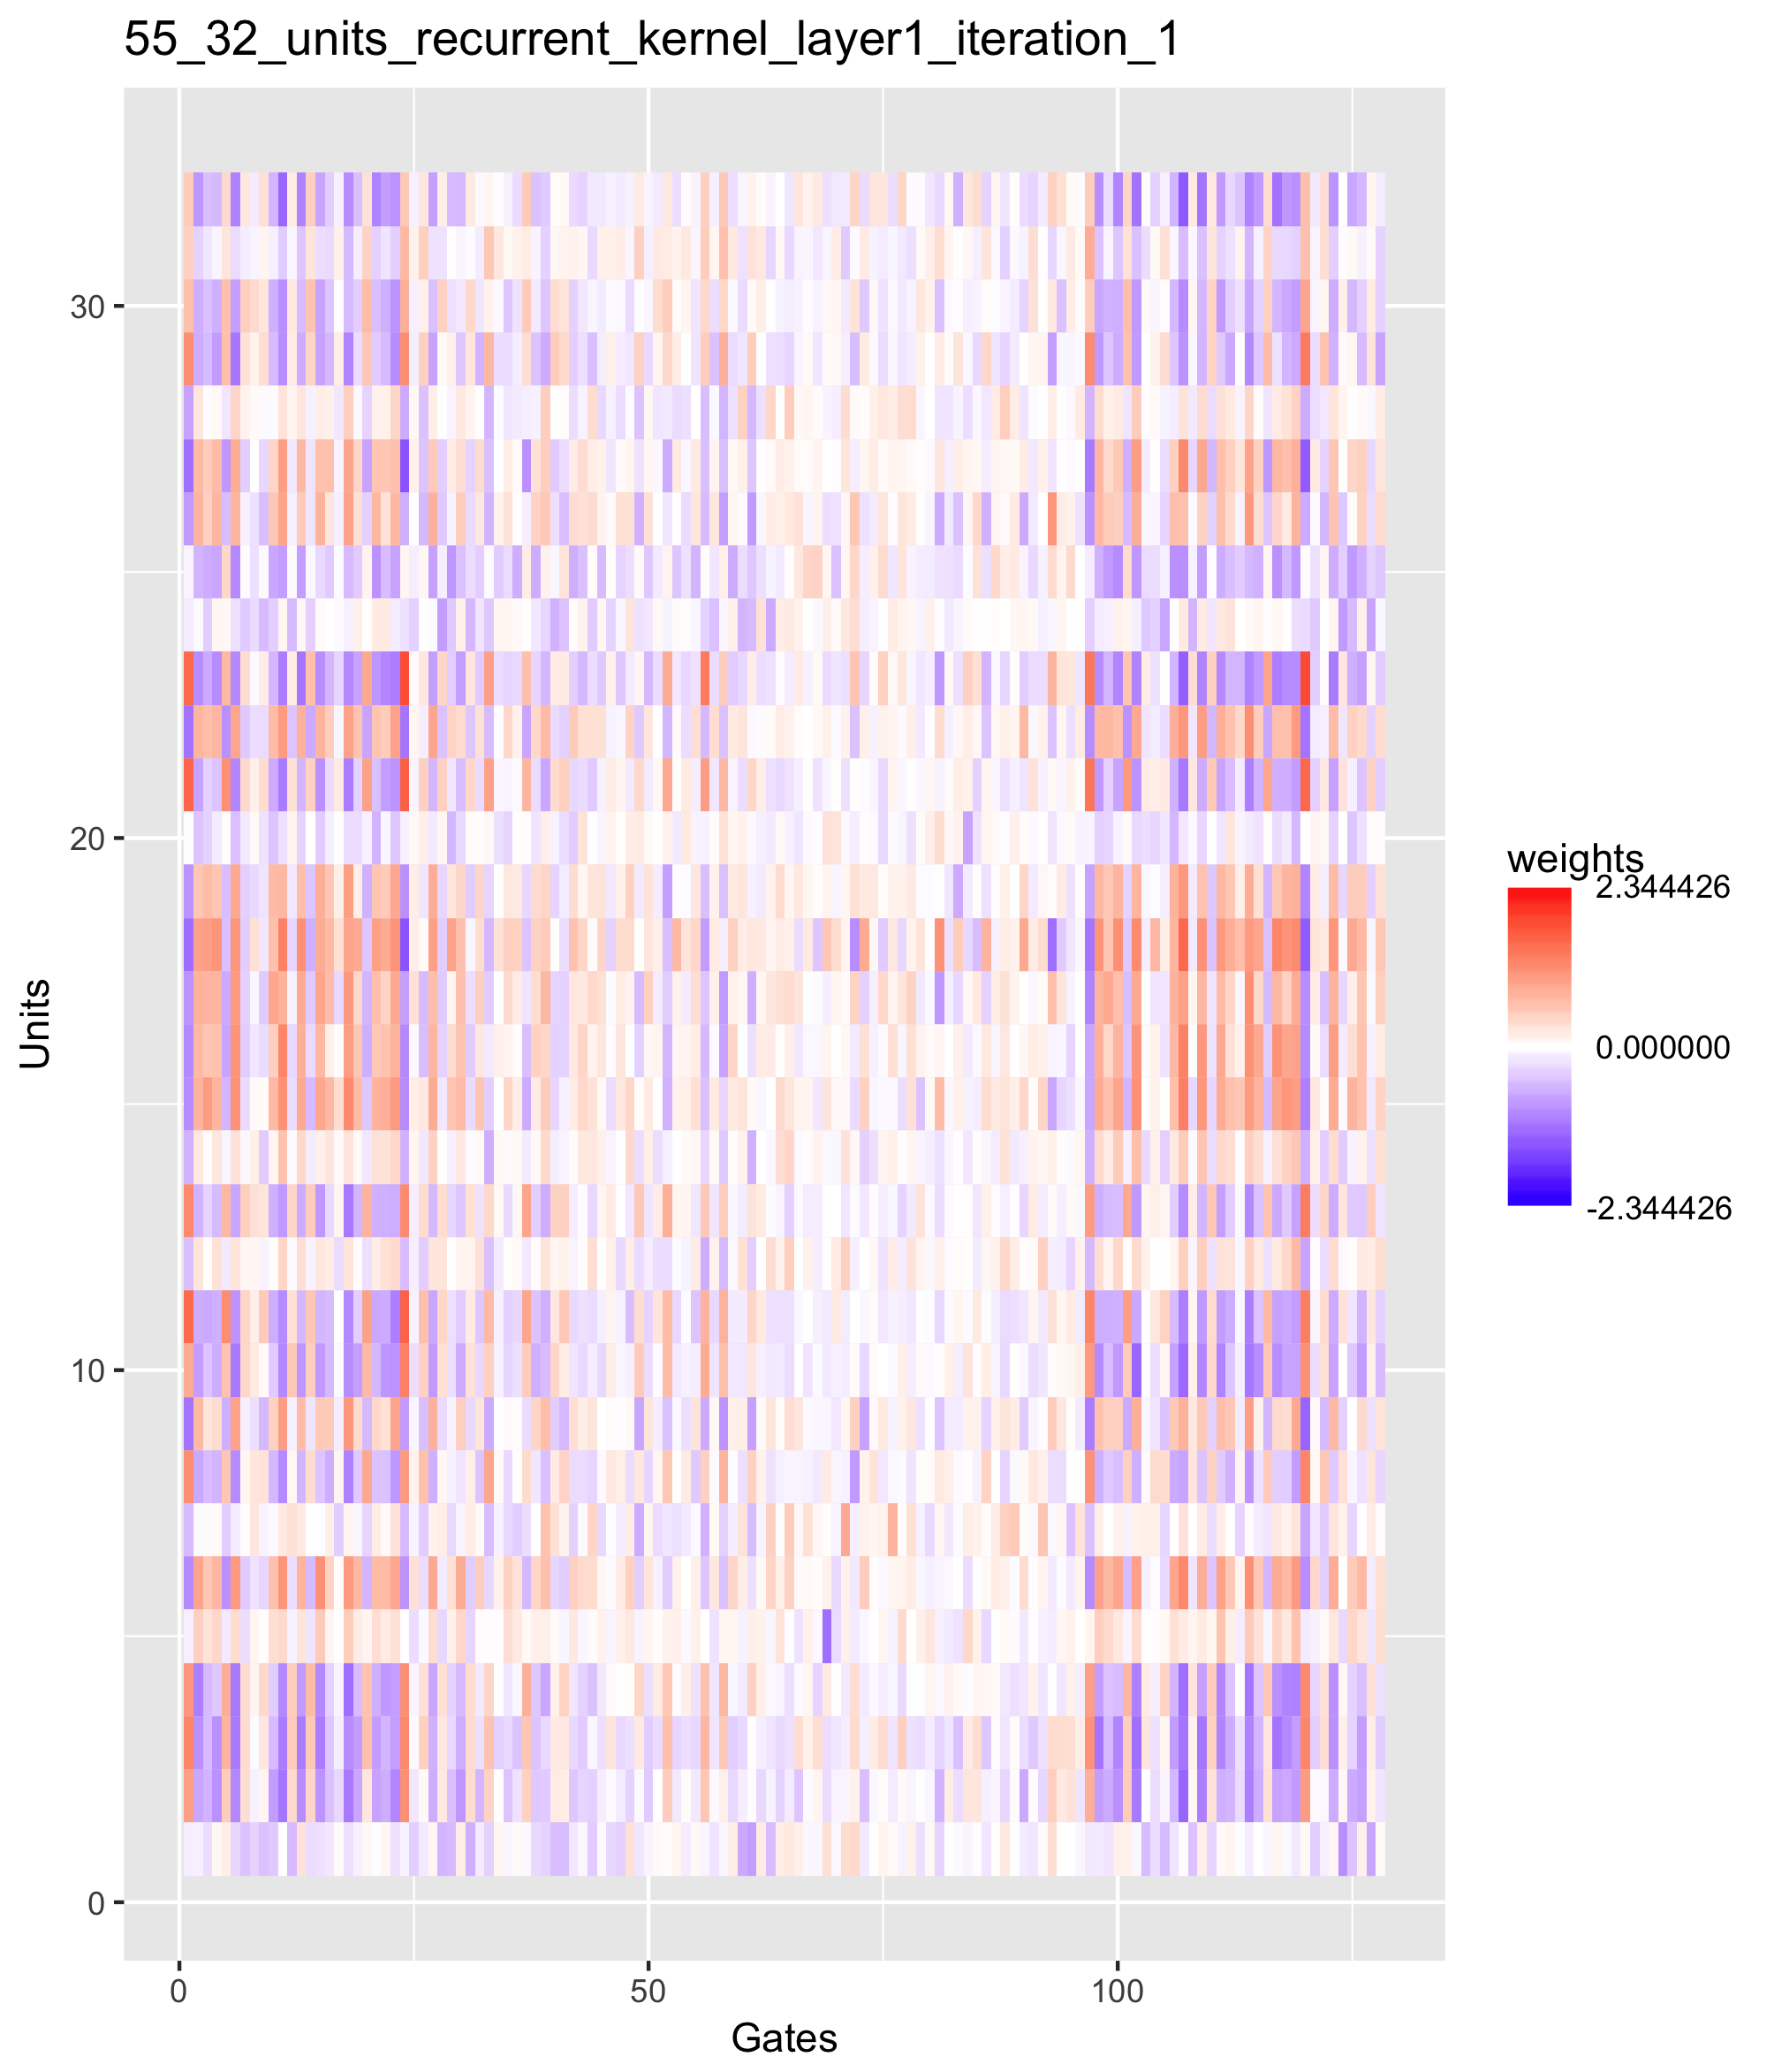 55_32_units_recurrent_kernel_layer1_iteration_1
30
20
10
0
Units
0 50 100
Gates
weights
2.344426
0.000000
-2.344426